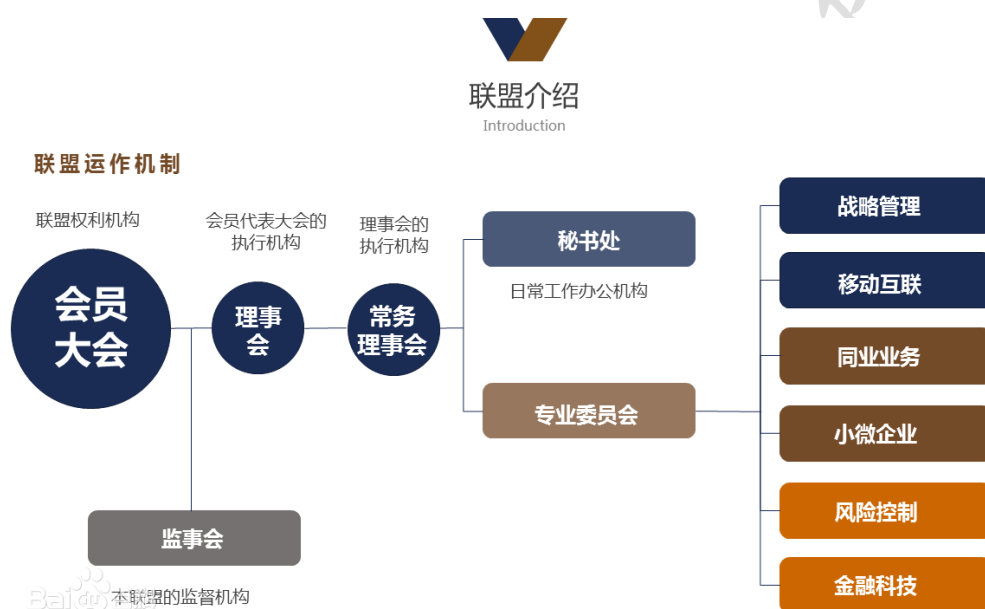 联盟介绍
Introduction
联盟运作机制
联盟权利机构
会员代表大会的
执行机构
理事会的
执行机构
会员
大会
理事
会
常务
理事会
秘书处
日常工作办公机构
专业委员会
战略管理
移动互联
同业业务
小微企业
风险控制
金融科技
监事会
本联盟的监督机构
Bai